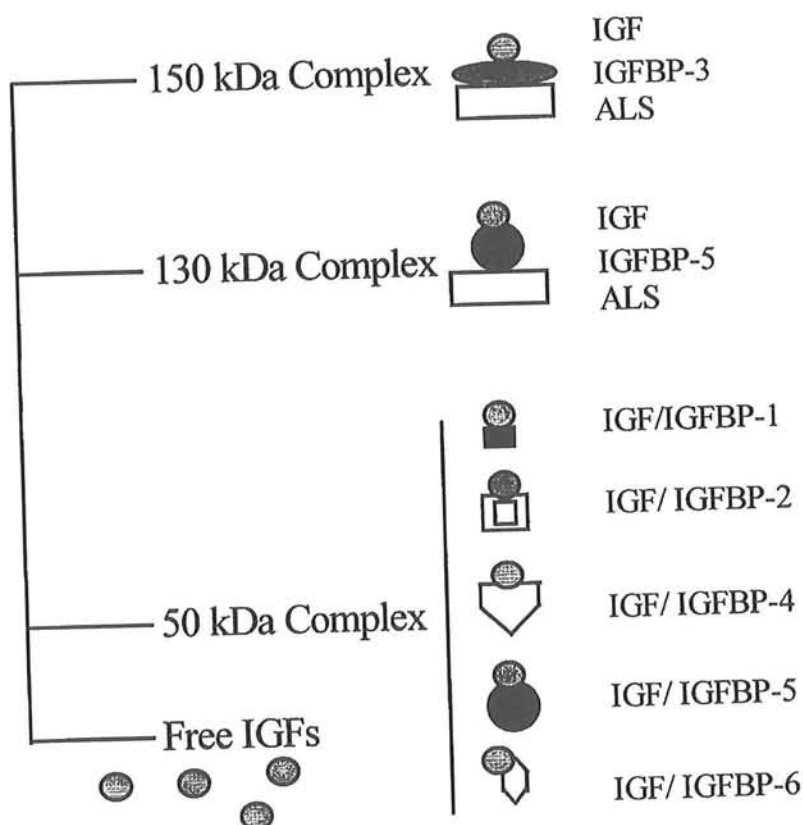 150 kDa Complex
IGF
IGFBP-3
ALS
130 kDa Complex
IGF
IGFBP-5
ALS
50 kDa Complex
IGF/IGFBP-1
IGF/ IGFBP-2
IGF/ IGFBP-4
IGF/ IGFBP-5
IGF/ IGFBP-6
Free IGFs